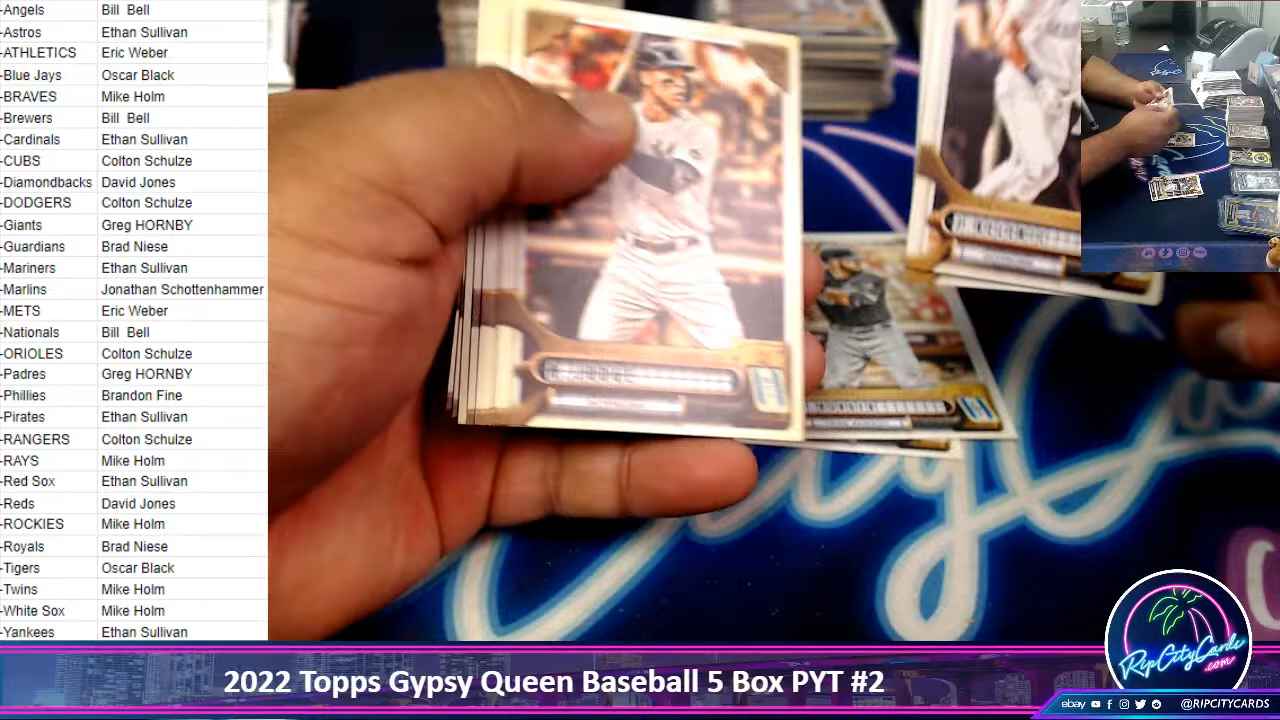 -Angels Bill Bell
-Astros Ethan Sullivan
-ATHLETICS Eric Weber
-Blue Jays Oscar Black
-BRAVES Mike Holm
-Brewers Bill Bell
-Cardinals Ethan Sullivan
-CUBS Colton Schulze
-Diamondbacks David Jones
-DODGERS Colton Schulze
-Giants Greg HORNBY
-Guardians Brad Niese
-Mariners Ethan Sullivan
-Marlins Jonathan Schottenhammer
-METS Eric Weber
-Nationals Bill Bell
-ORIOLES Colton Schulze
-Padres Greg HORNBY
-Phillies Brandon Fine
-Pirates Ethan Sullivan
-RANGERS Colton Schulze
-RAYS Mike Holm
-Red Sox Ethan Sullivan
-Reds David Jones
-ROCKIES Mike Holm
-Royals Brad Niese
-Tigers Oscar Black
-Twins Mike Holm
-White Sox Mike Holm
-Yankees Ethan Sullivan
RipCityCards
.com
2022 Topps Gypsy Queen Baseball 5 Box PYT #2
ebay @RIPCITYCARDS